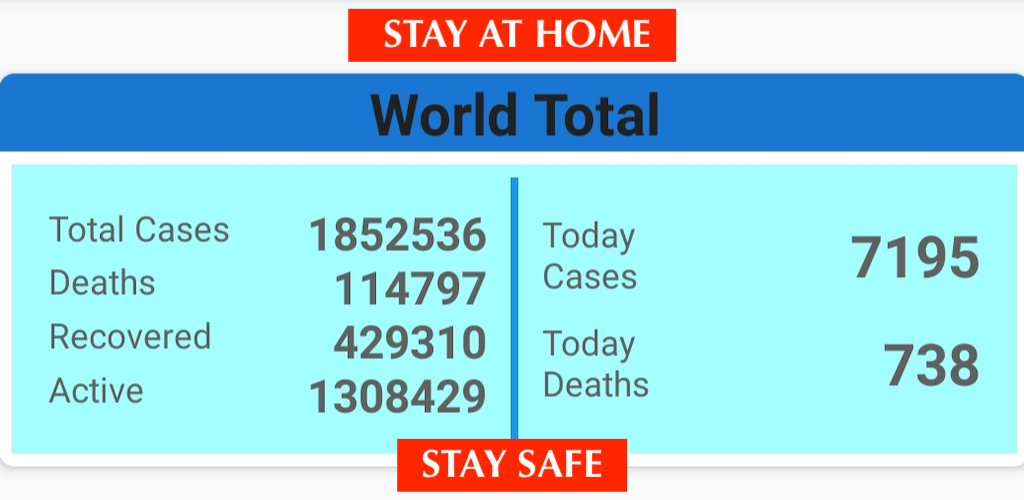 STAY AT HOME
World Total
Total Cases 1852536
Deaths 114797
Recovered 429310
Active 1308429
Today
Cases 7195
Today
Deaths 738
STAY SAFE